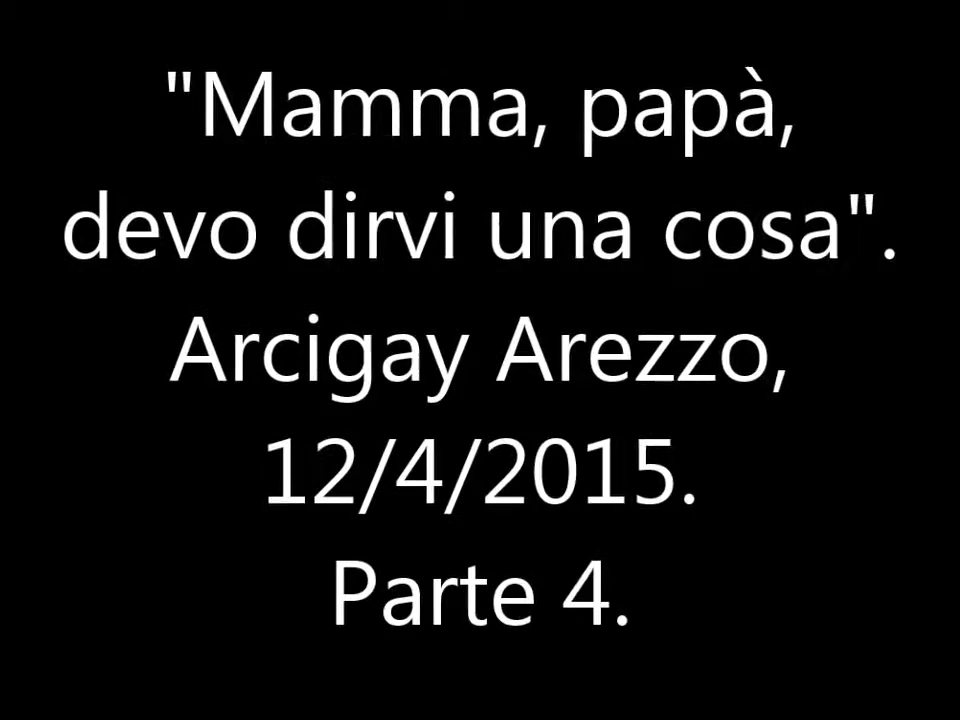 "Mamma, papà,
devo dirvi una cosa".
Arcigay Arezzo,
12/4/2015.
Parte 4.